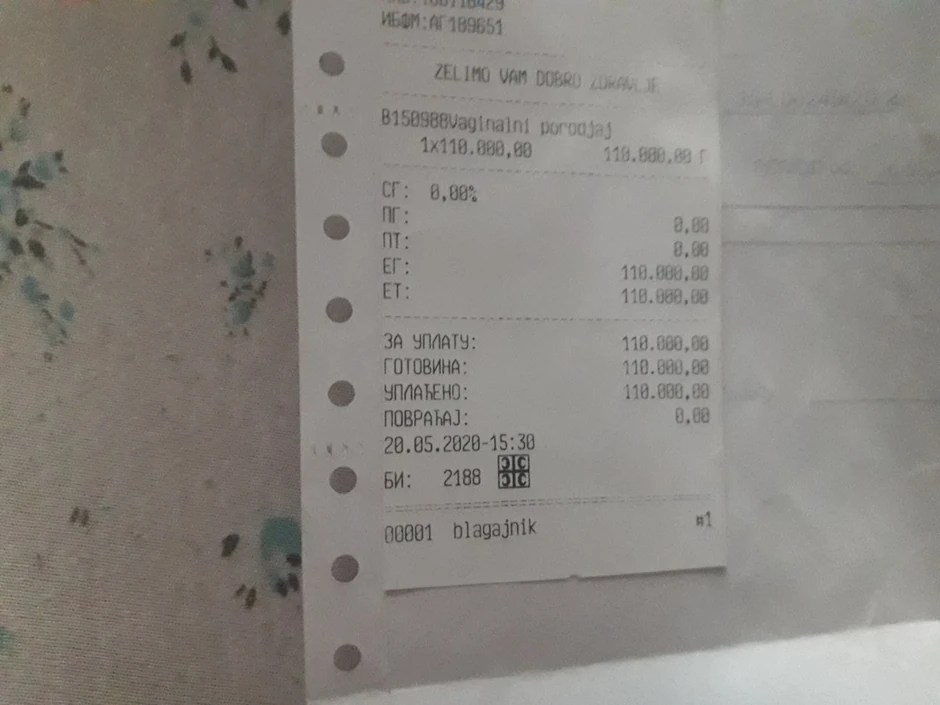 ИБФМ:АГ109651
ZELIMO VAM DOBRO ZDRAVLJE
B150988Vaginalni porodjaj
1x110.000,00 110.000,00 Г
СГ: 0,00%
ПГ: 0,00
ПТ: 0,00
ЕГ: 110.000,00
ЕТ: 110.000,00
ЗА УПЛАТУ: 110.000,00
ГОТОВИНА: 110.000,00
УПЛАЋЕНО: 110.000,00
ПОВРАЋАЈ: 0,00
20.05.2020-15:30
БИ: 2188
00001 blagajnik #1